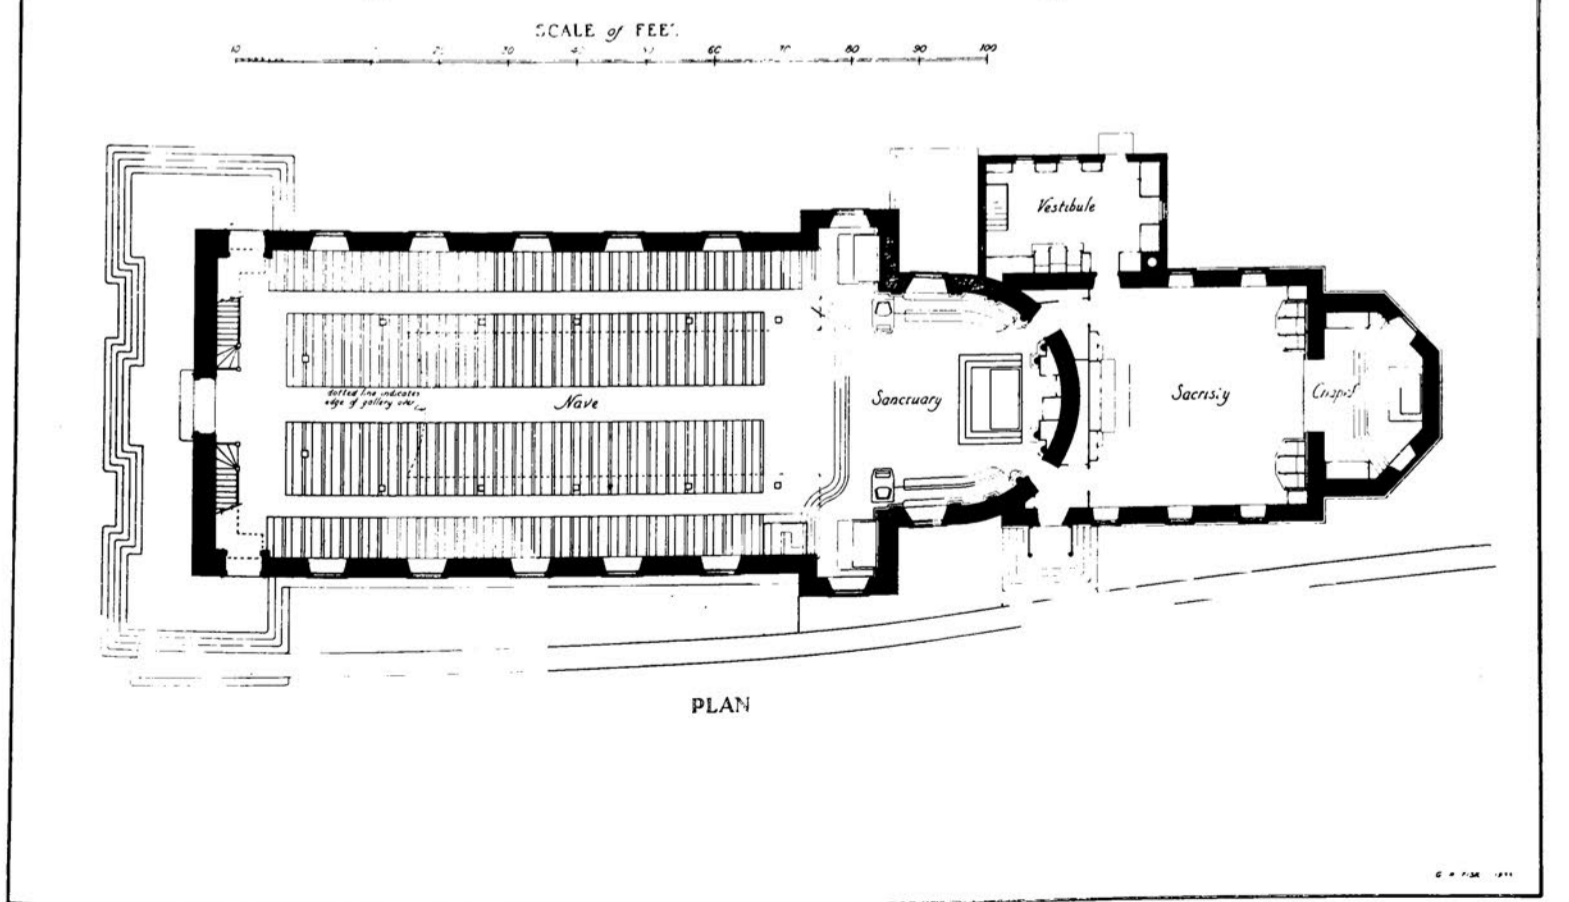 SCALE of FEET
10 20 30 40 50 60 70 80 90 100
Vestibule
dotted line indicates
edge of gallery over
Nave
Sanctuary
Sacristy
Chapel
PLAN